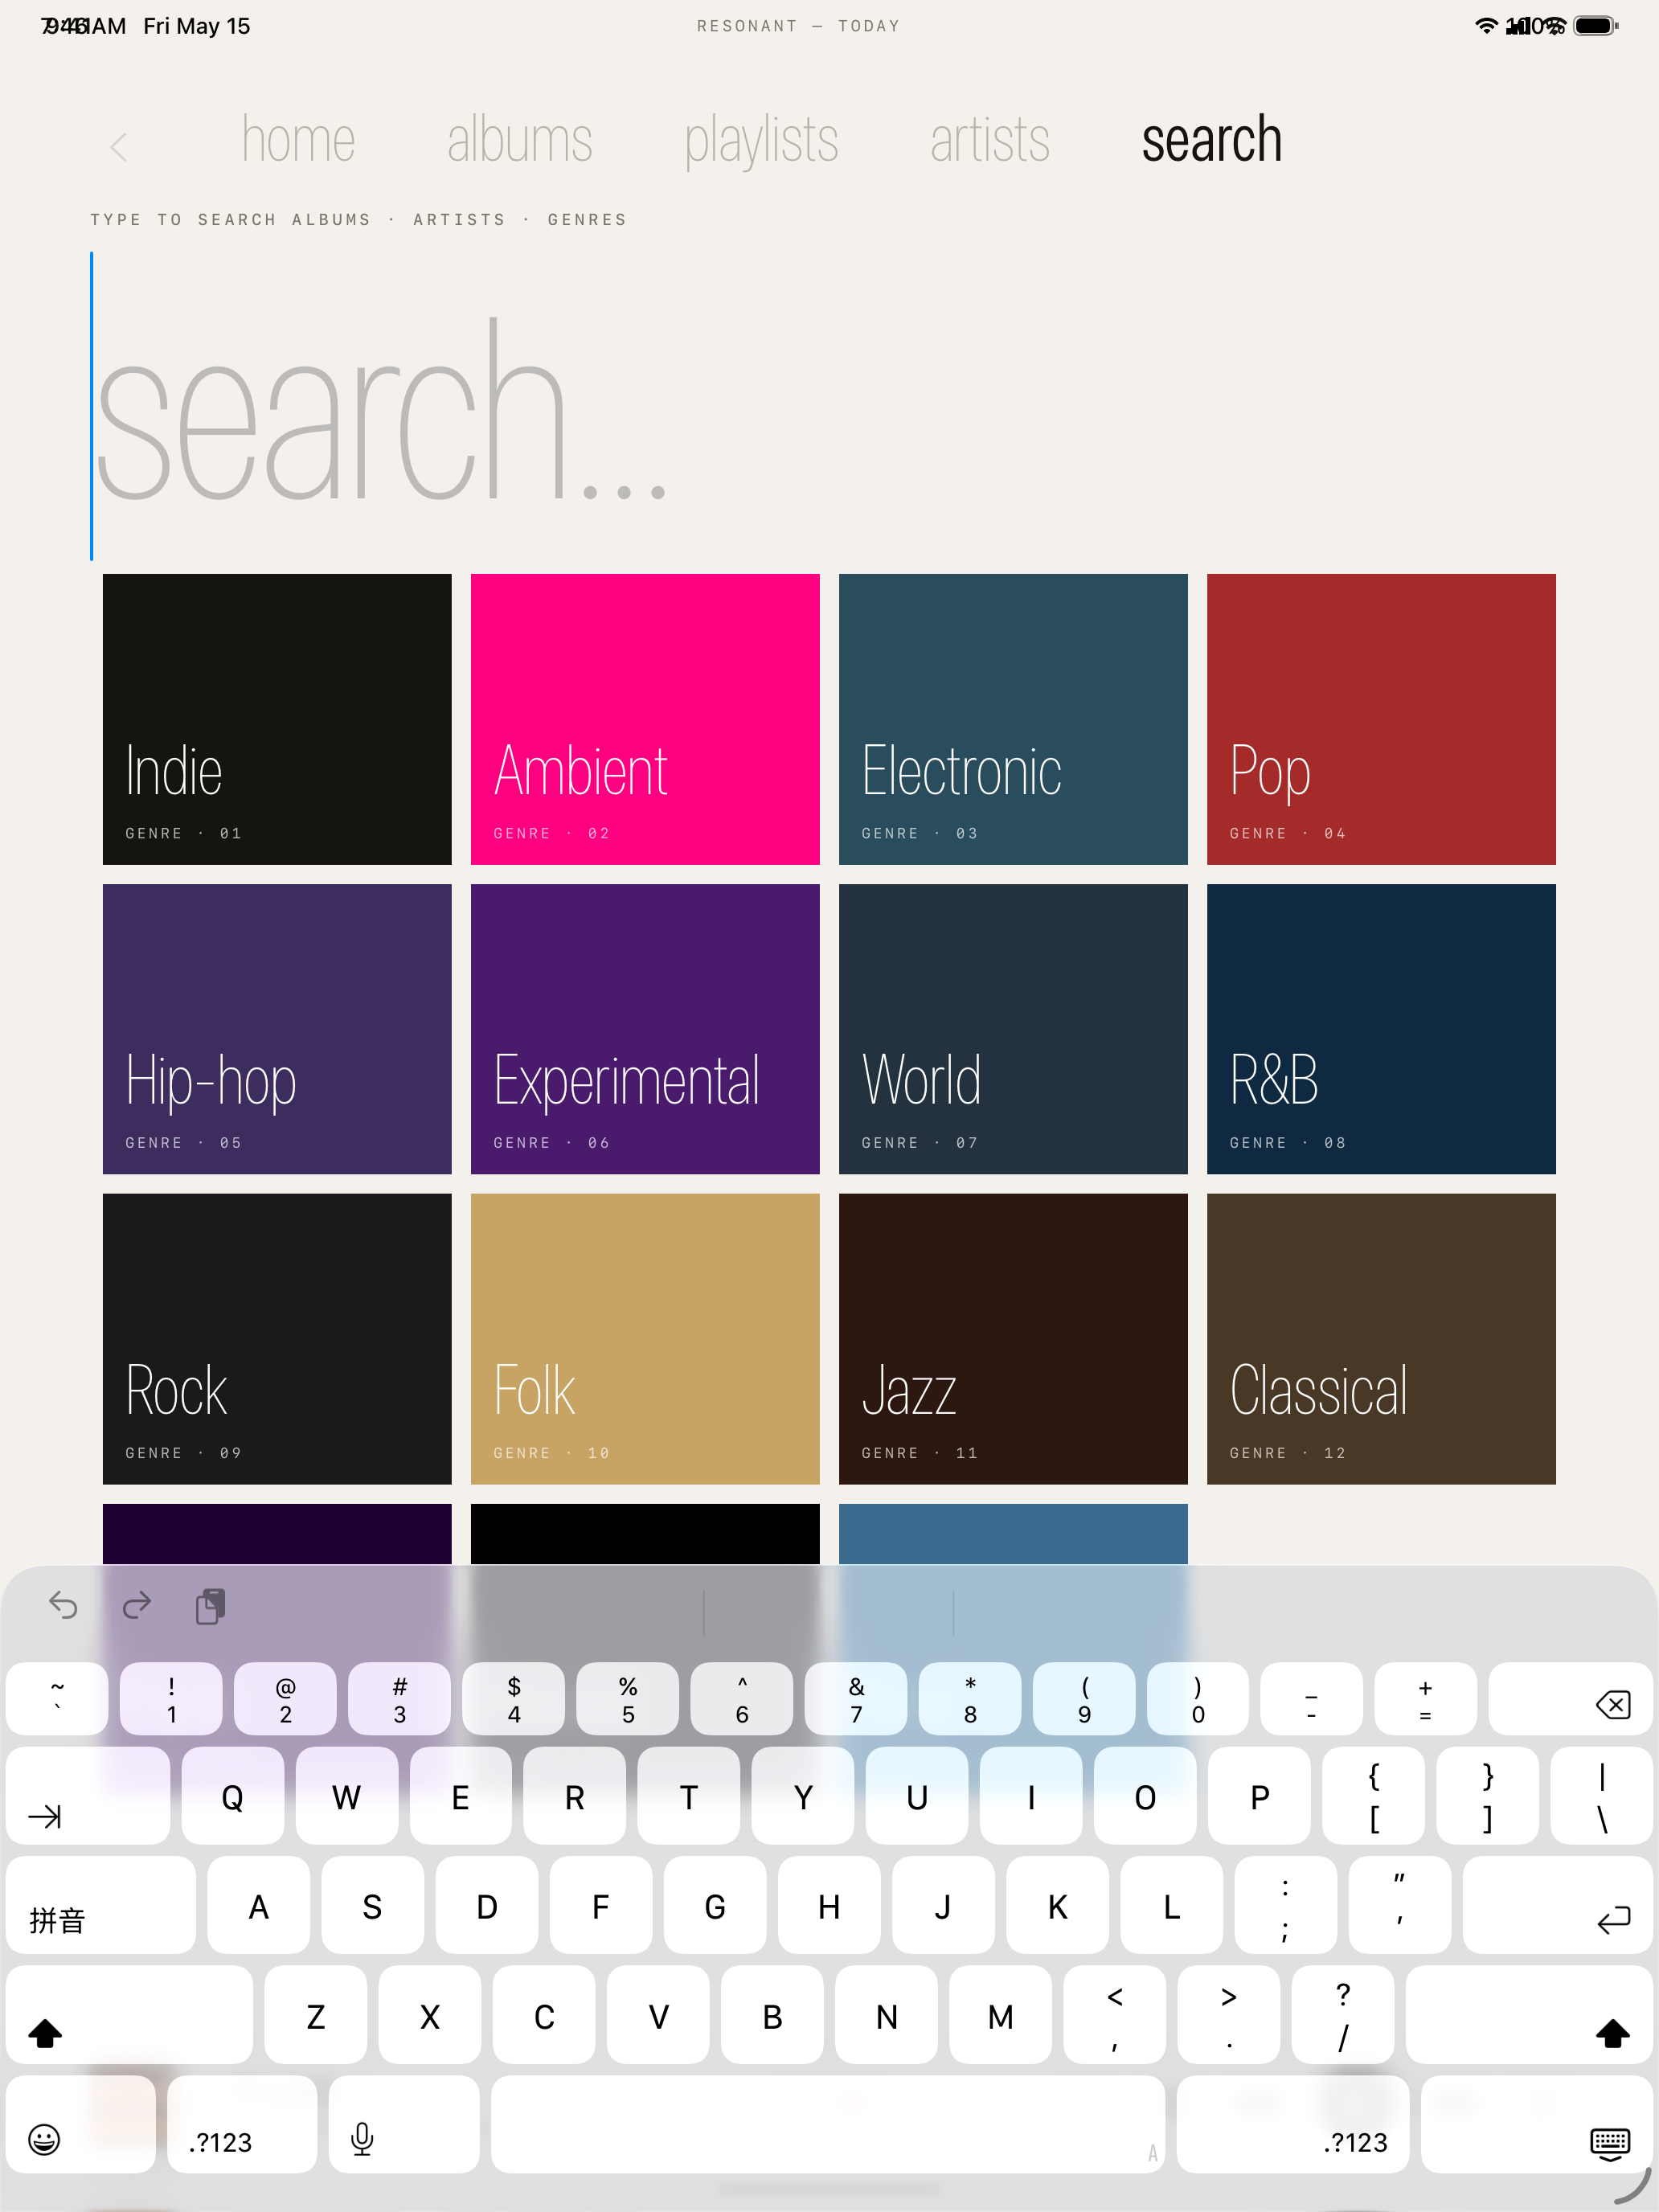 Fri May 15
RESONANT — TODAY
home albums playlists artists search
TYPE TO SEARCH ALBUMS · ARTISTS · GENRES
search...
Indie
GENRE · 01
Ambient
GENRE · 02
Electronic
GENRE · 03
Pop
GENRE · 04
Hip-hop
GENRE · 05
Experimental
GENRE · 06
World
GENRE · 07
R&B
GENRE · 08
Rock
GENRE · 09
Folk
GENRE · 10
Jazz
GENRE · 11
Classical
GENRE · 12
~ ! @ # $ % ^ & * ( ) _ +
` 1 2 3 4 5 6 7 8 9 0 - =
Q W E R T Y U I O P { } |
[ ] \
拼音 A S D F G H J K L : "
; '
Z X C V B N M < > ?
, . /
.?123 A .?123